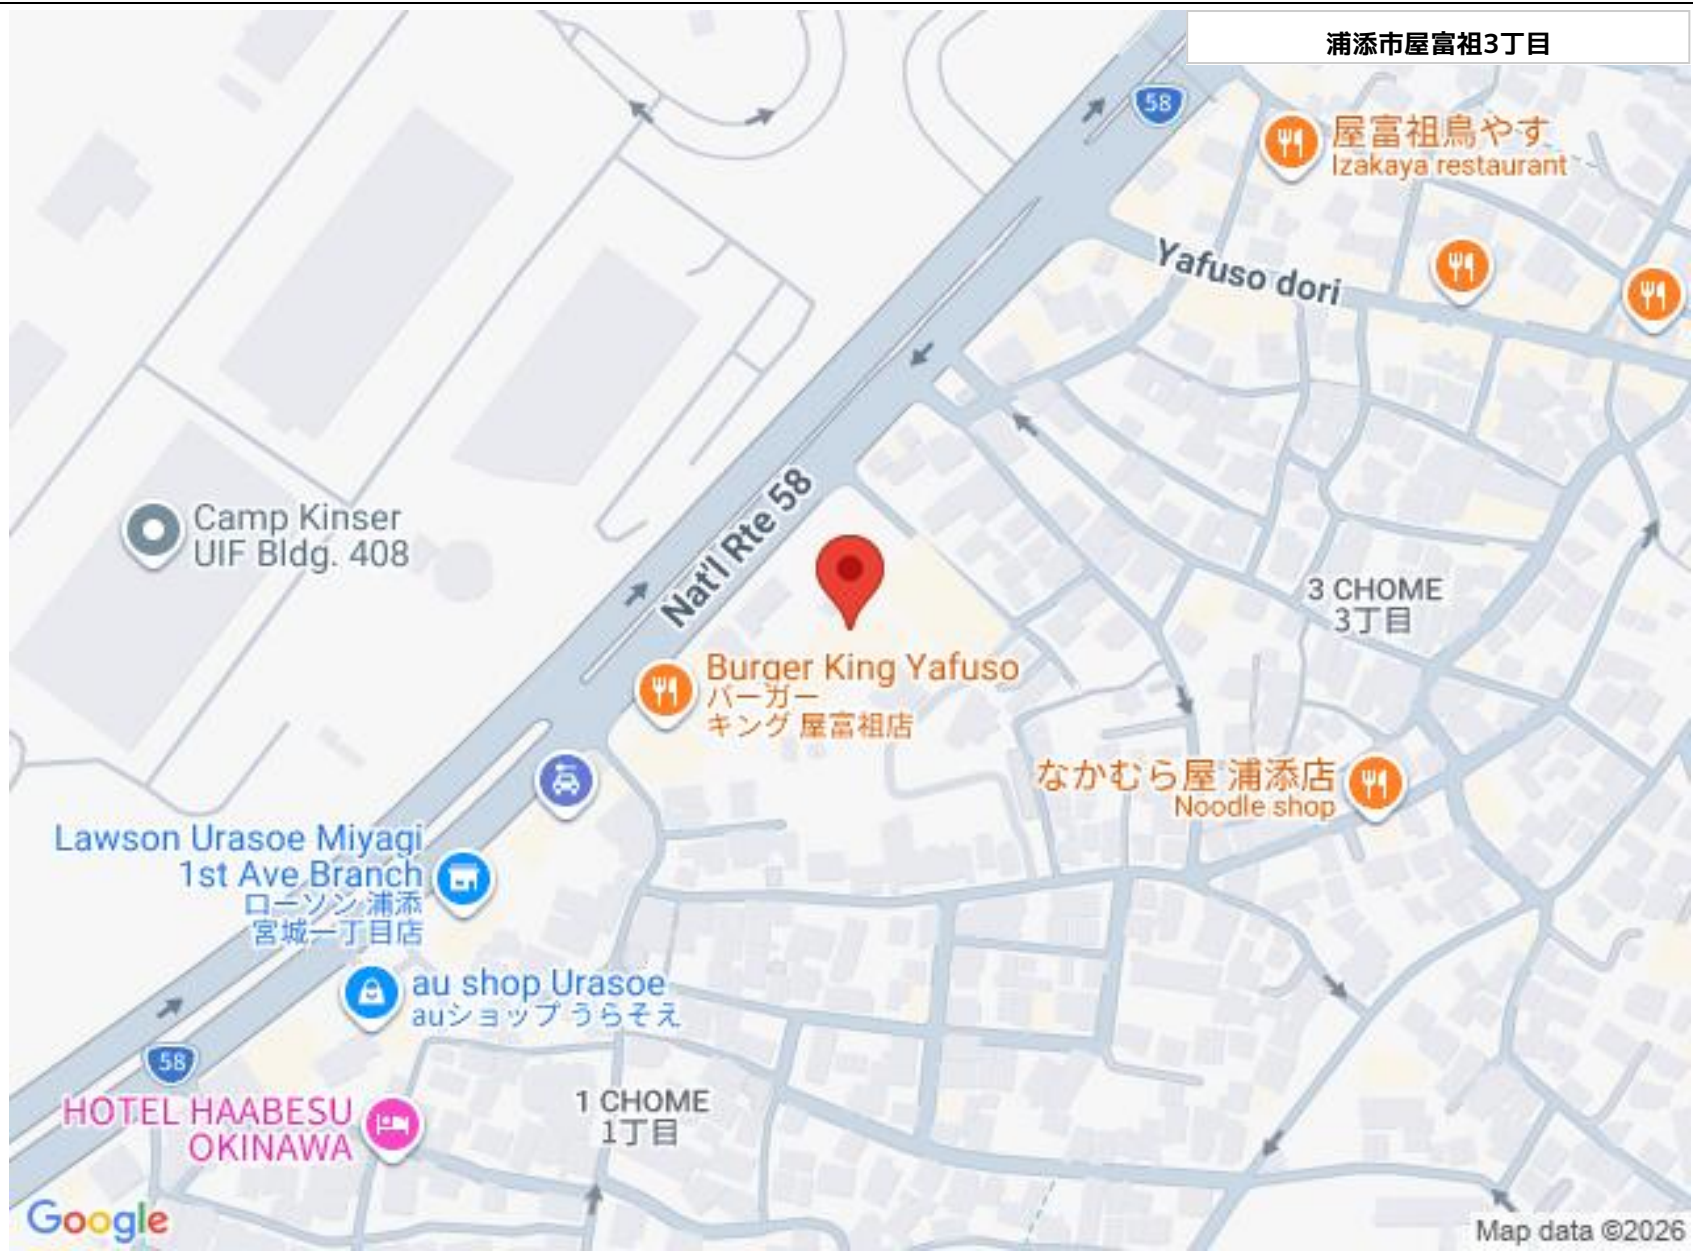 浦添市屋富祖3丁目
58
屋富祖鳥やす
Izakaya restaurant
Yafuso dori
Nat'l Rte 58
Camp Kinser
UIF Bldg. 408
3 CHOME
3丁目
Burger King Yafuso
バーガー
キング 屋富祖店
なかむら屋 浦添店
Noodle shop
Lawson Urasoe Miyagi
1st Ave Branch
ローソン 浦添
宮城一丁目店
au shop Urasoe
auショップ うらそえ
58
HOTEL HAABESU
OKINAWA
1 CHOME
1丁目
Google
Map data ©2026